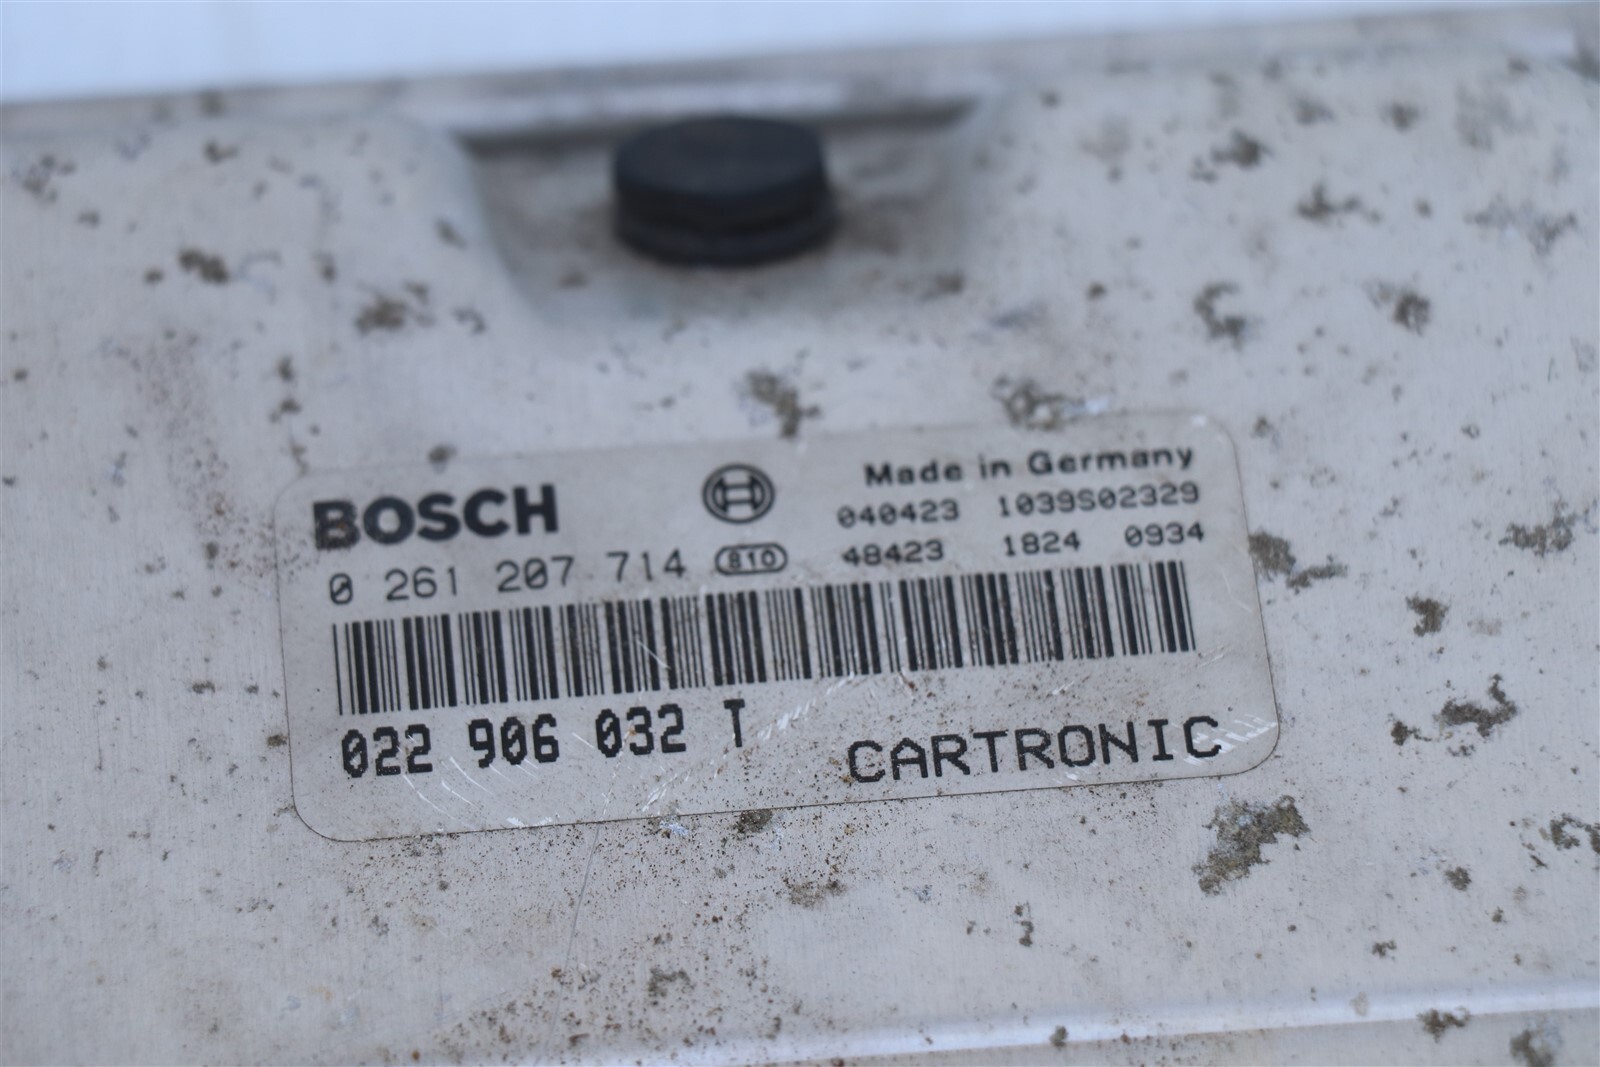 BOSCH
Made in Germany
040423 1039S02329
0 261 207 714 810 48423 1824 0934
022 906 032 T
CARTRONIC